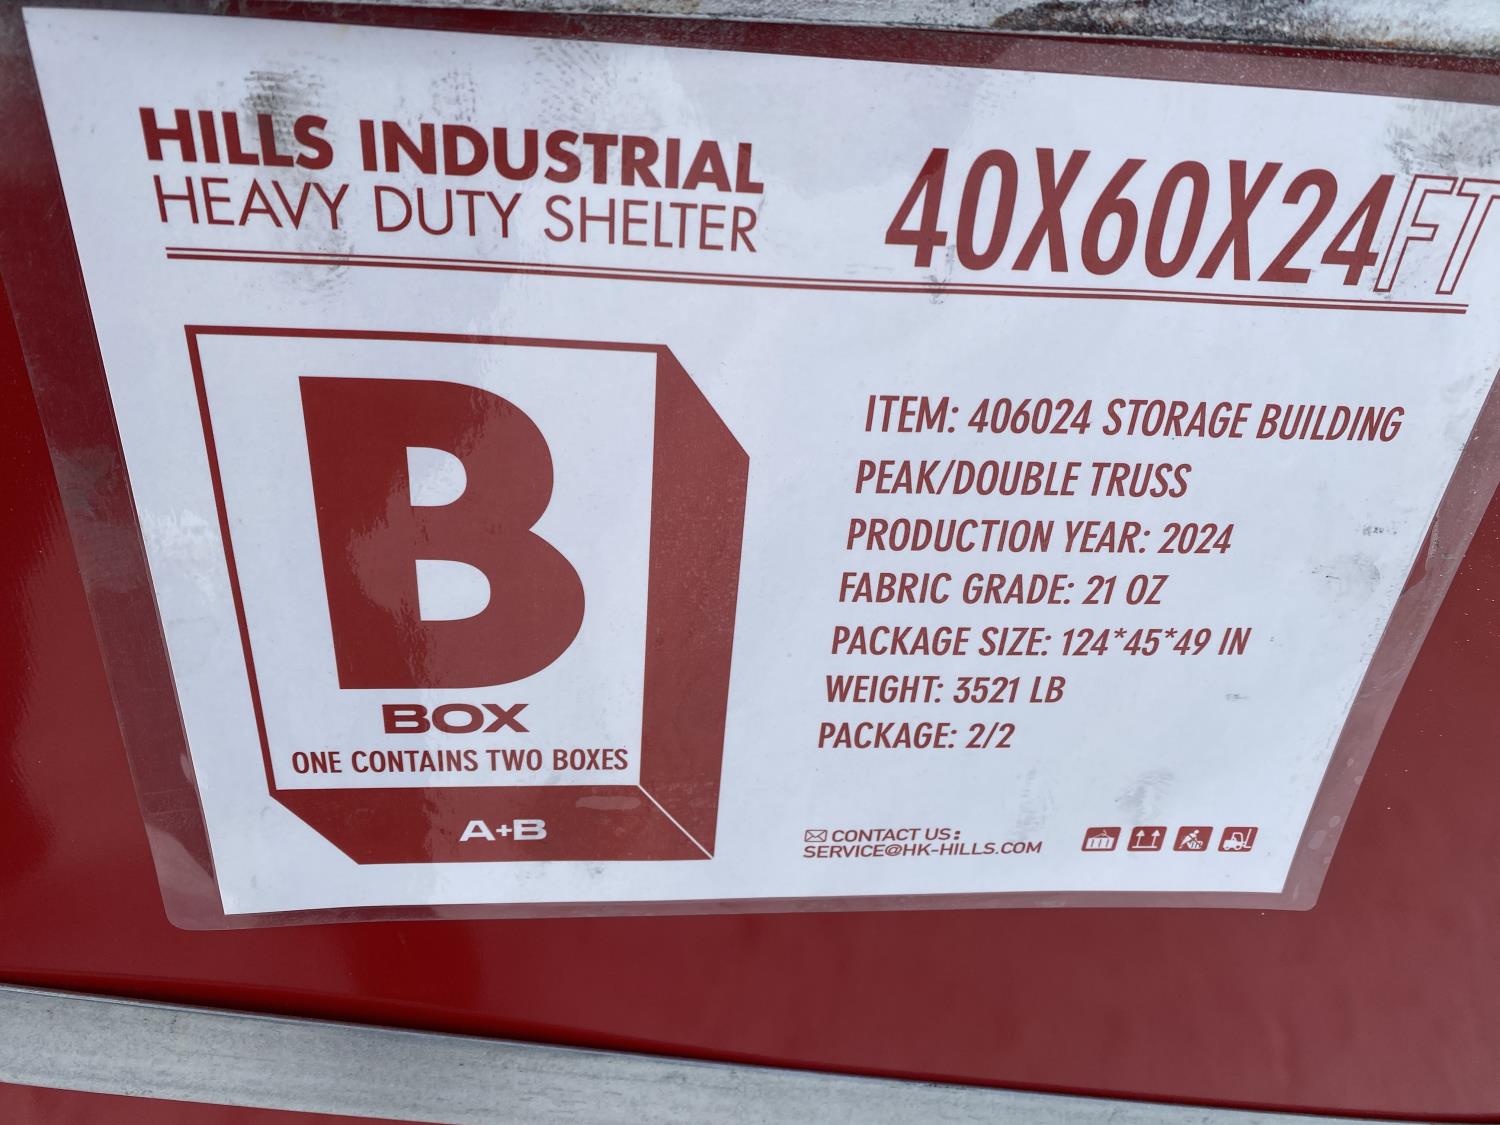 HILLS INDUSTRIAL
HEAVY DUTY SHELTER
40X60X24FT
B
BOX
ONE CONTAINS TWO BOXES
A+B
ITEM: 406024 STORAGE BUILDING
PEAK/DOUBLE TRUSS
PRODUCTION YEAR: 2024
FABRIC GRADE: 21 OZ
PACKAGE SIZE: 124*45*49 IN
WEIGHT: 3521 LB
PACKAGE: 2/2
CONTACT US:
SERVICE@HK-HILLS.COM